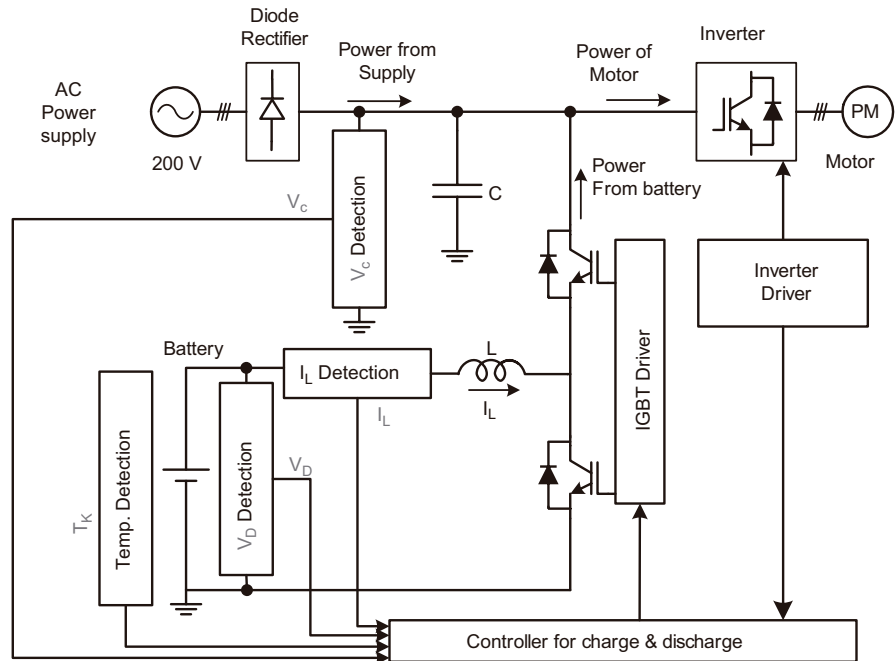 Diode
Rectifier
Power from
Supply
Power of
Motor
Inverter
AC
Power
supply
200 V
PM
Motor
Power
From battery
C
V_c
V_c Detection
Inverter
Driver
IGBT Driver
Battery
I_L Detection
L
I_L
I_L
V_D
V_D Detection
T_K
Temp. Detection
Controller for charge & discharge